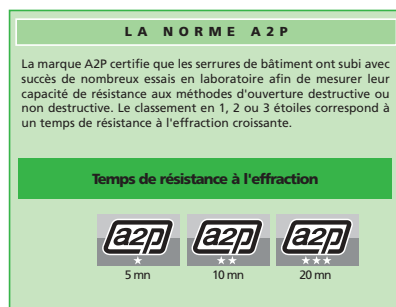 LA NORME A2P
La marque A2P certifie que les serrures de bâtiment ont subi avec
succès de nombreux essais en laboratoire afin de mesurer leur
capacité de résistance aux méthodes d'ouverture destructive ou
non destructive. Le classement en 1, 2 ou 3 étoiles correspond à
un temps de résistance à l'effraction croissante.
Temps de résistance à l'effraction
a2p a2p a2p
★ ★★ ★★★
5 mn 10 mn 20 mn